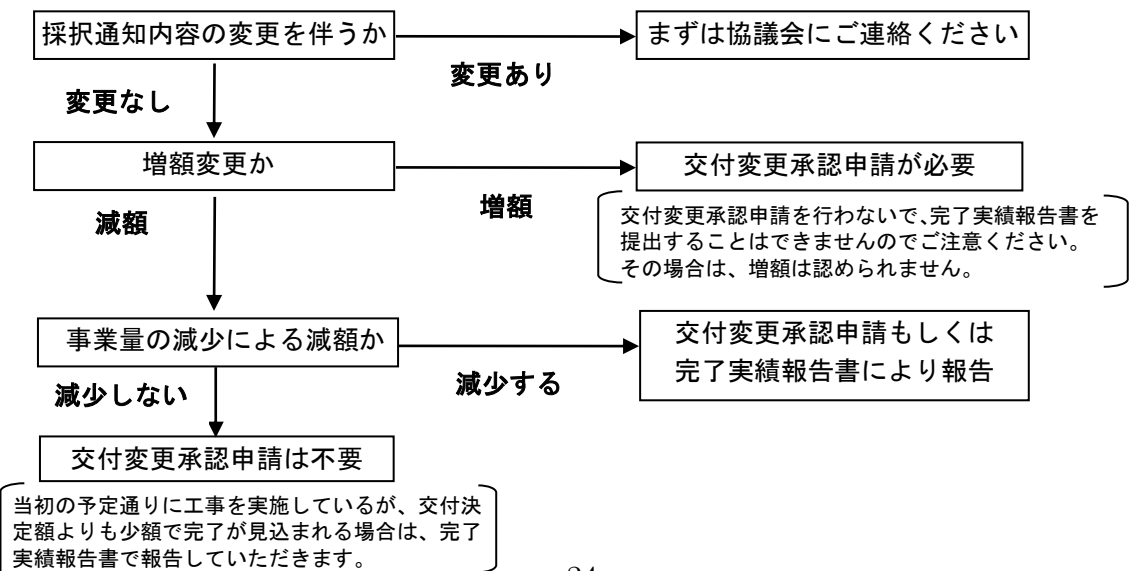 採択通知内容の変更を伴うか
まずは協議会にご連絡ください
変更あり
変更なし
増額変更か
交付変更承認申請が必要
増額
減額
交付変更承認申請を行わないで、完了実績報告書を
提出することはできませんのでご注意ください。
その場合は、増額は認められません。
事業量の減少による減額か
交付変更承認申請もしくは
完了実績報告書により報告
減少する
減少しない
交付変更承認申請は不要
当初の予定通りに工事を実施しているが、交付決
定額よりも少額で完了が見込まれる場合は、完了
実績報告書で報告していただきます。